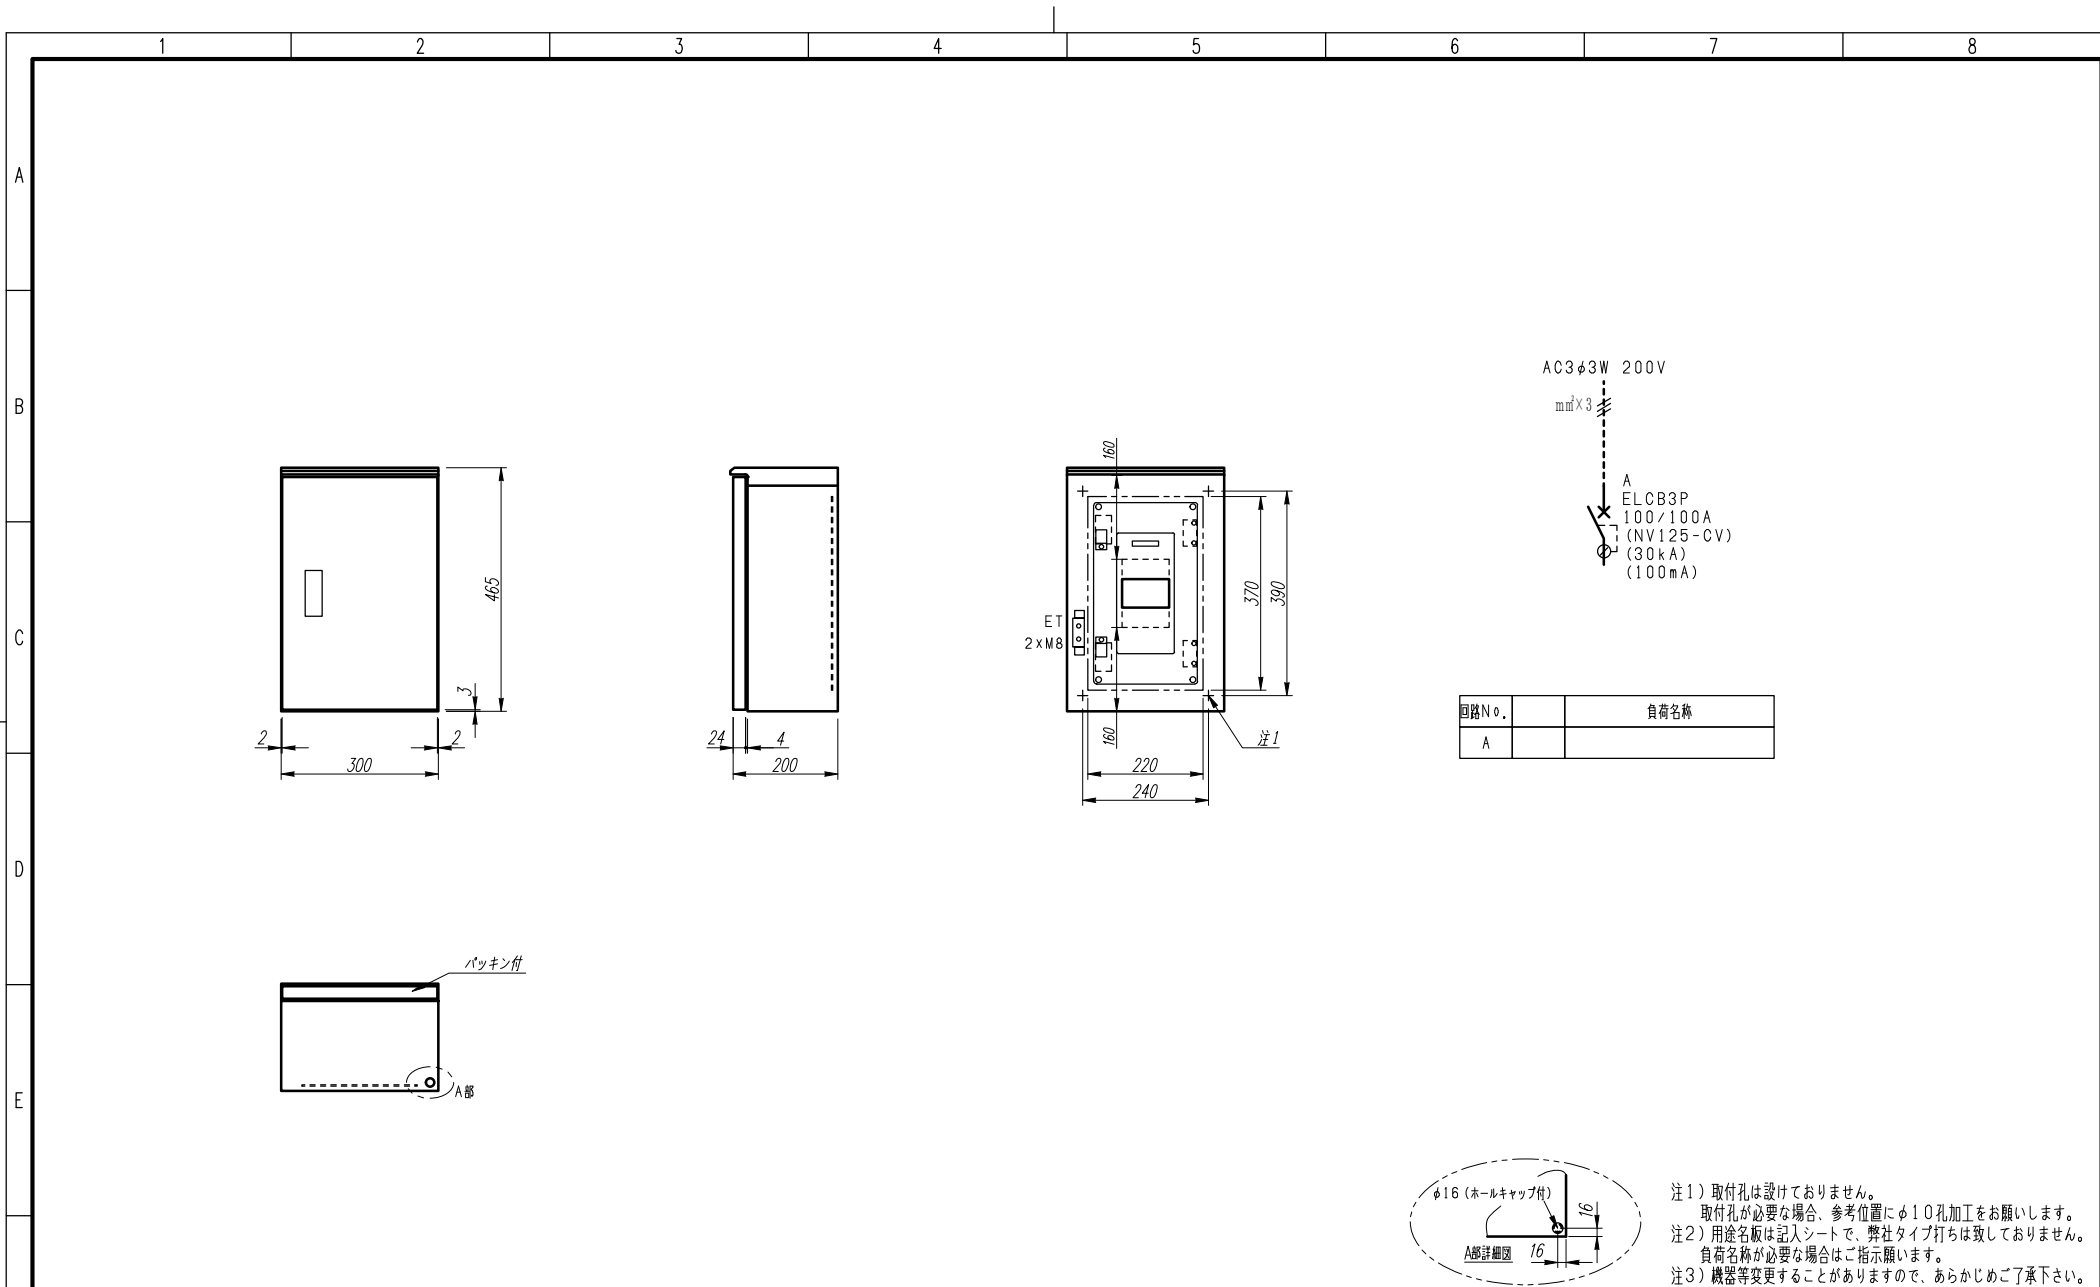 1 2 3 4 5 6 7 8
A
B
C
D
E
AC3φ3W 200V
mm²×3
A
ELCB3P
100/100A
(NV125-CV)
(30kA)
(100mA)
465
3
2
2
300
24
4
200
160
370
390
ET
2×M8
160
注1
220
240
回路No. 負荷名称
A
パッキン付
A部
φ16(ホールキャップ付)
16
A部詳細図
16
注1)取付孔は設けておりません。
取付孔が必要な場合、参考位置にφ10孔加工をお願いします。
注2)用途名板は記入シートで、弊社タイプ打ちは致しておりません。
負荷名称が必要な場合はご指示願います。
注3)機器等変更することがありますので、あらかじめご了承下さい。